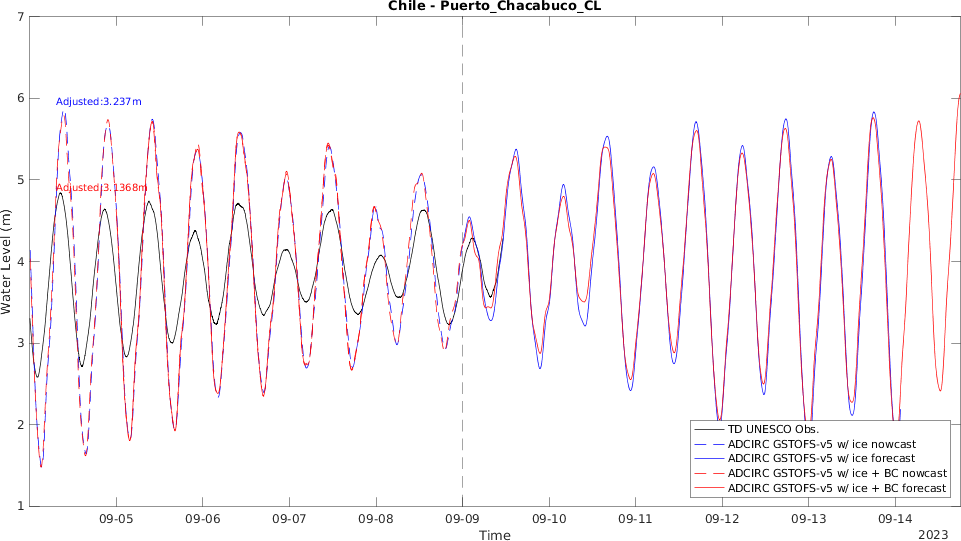 Chile - Puerto_Chacabuco_CL
7
6
5
4
3
2
1
Water Level (m)
Adjusted:3.237m
Adjusted:3.1368m
TD UNESCO Obs.
ADCIRC GSTOFS-v5 w/ ice nowcast
ADCIRC GSTOFS-v5 w/ ice forecast
ADCIRC GSTOFS-v5 w/ ice + BC nowcast
ADCIRC GSTOFS-v5 w/ ice + BC forecast
09-05 09-06 09-07 09-08 09-09 09-10 09-11 09-12 09-13 09-14
Time
2023